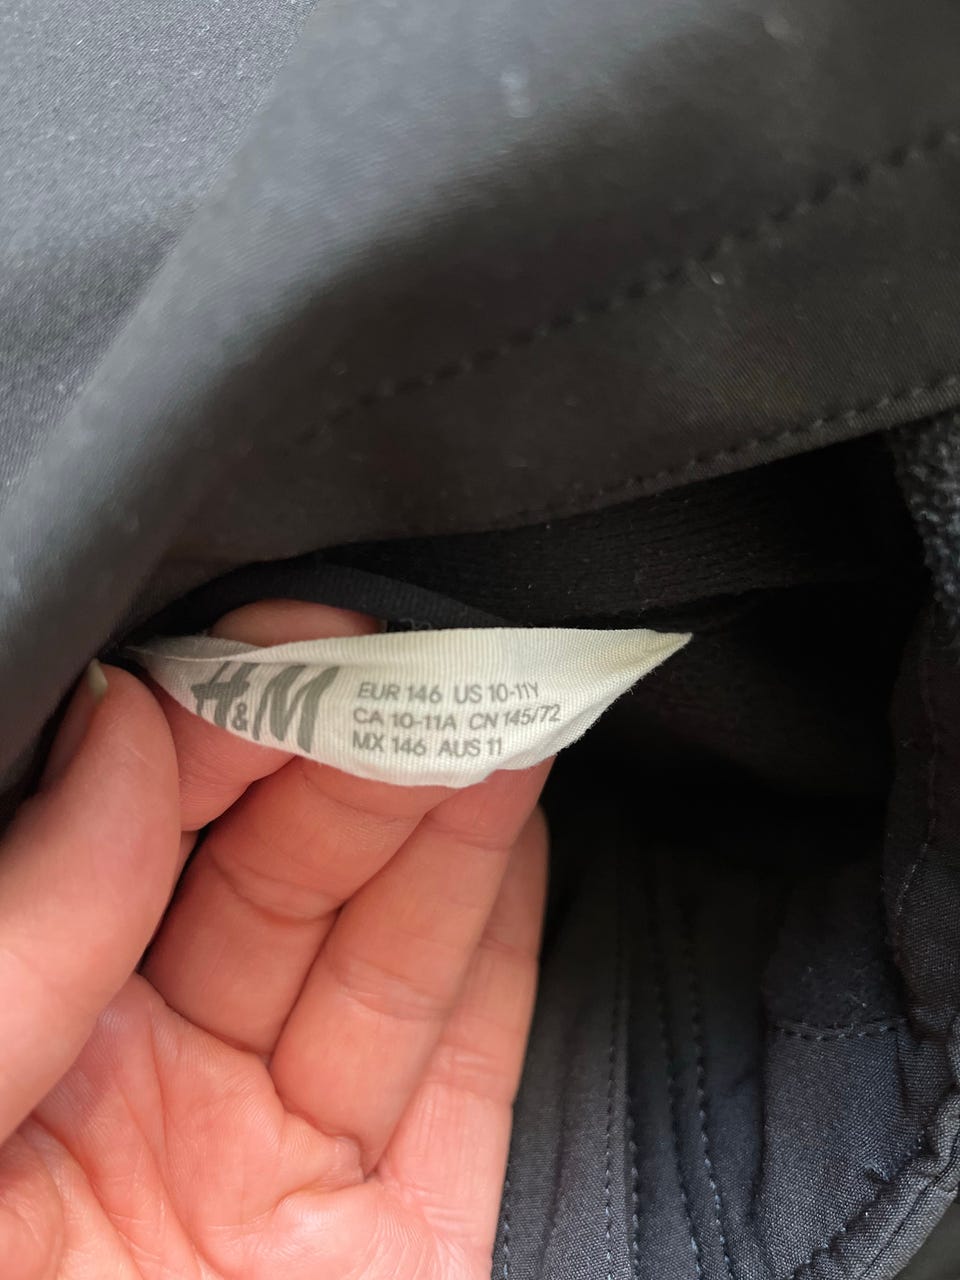 H&M
EUR 146 US 10-11Y
CA 10-11A CN 145/72
MX 146 AUS 11